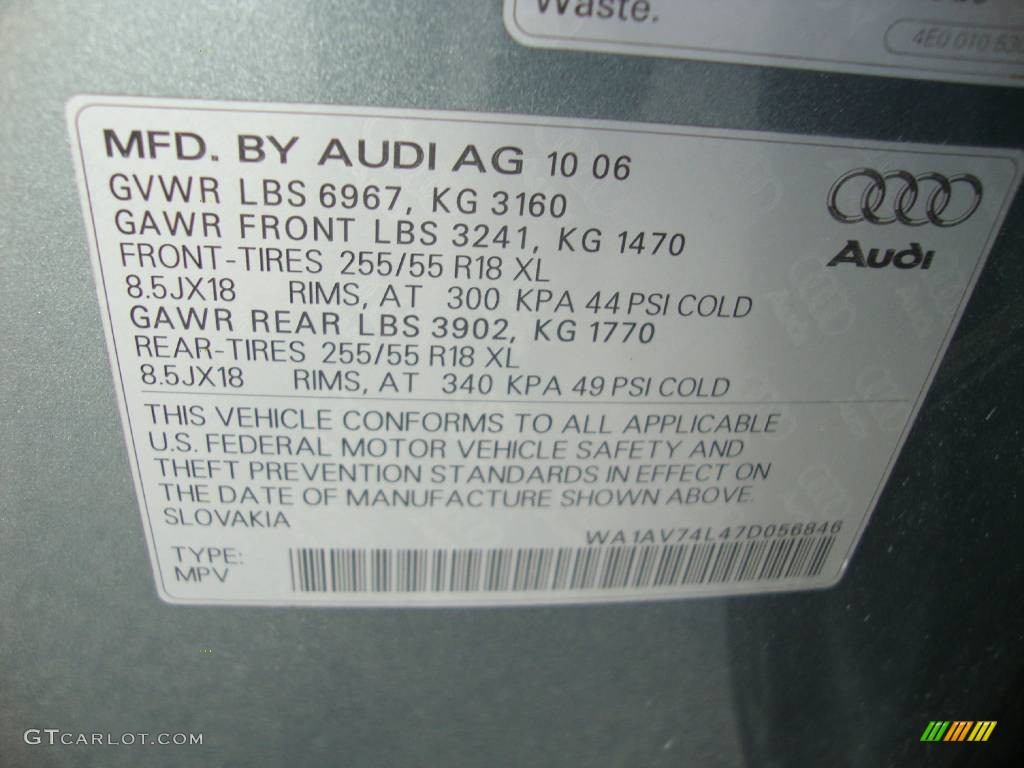 Waste.
4E0 010 530
MFD. BY AUDI AG 10 06
GVWR LBS 6967, KG 3160
GAWR FRONT LBS 3241, KG 1470
FRONT-TIRES 255/55 R18 XL
8.5JX18 RIMS, AT 300 KPA 44 PSI COLD
GAWR REAR LBS 3902, KG 1770
REAR-TIRES 255/55 R18 XL
8.5JX18 RIMS, AT 340 KPA 49 PSI COLD
Audi
THIS VEHICLE CONFORMS TO ALL APPLICABLE
U.S. FEDERAL MOTOR VEHICLE SAFETY AND
THEFT PREVENTION STANDARDS IN EFFECT ON
THE DATE OF MANUFACTURE SHOWN ABOVE.
SLOVAKIA
WA1AV74L47D056846
TYPE:
MPV
GTCARLOT.COM